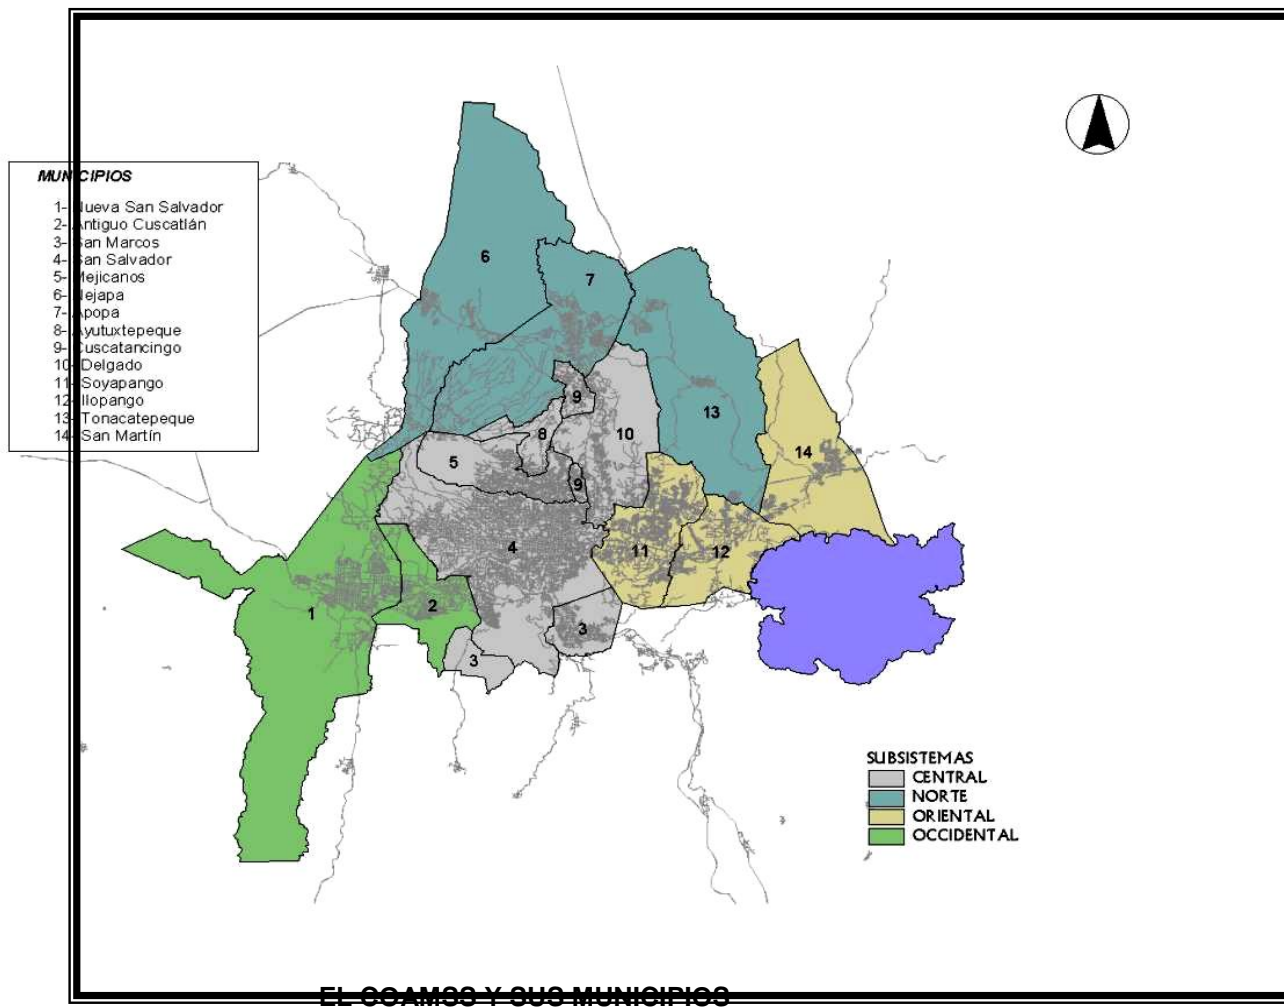 MUNICIPIOS
1- Nueva San Salvador
2- Antiguo Cuscatlán
3- San Marcos
4- San Salvador
5- Mejicanos
6- Nejapa
7- Apopa
8- Ayutuxtepeque
9- Cuscatancingo
10- Delgado
11- Soyapango
12- Ilopango
13- Tonacatepeque
14- San Martín
6
7
9
13
8
10
5
14
9
4
11
12
2
1
3
3
SUBSISTEMAS
CENTRAL
NORTE
ORIENTAL
OCCIDENTAL
EL COAMSS Y SUS MUNICIPIOS